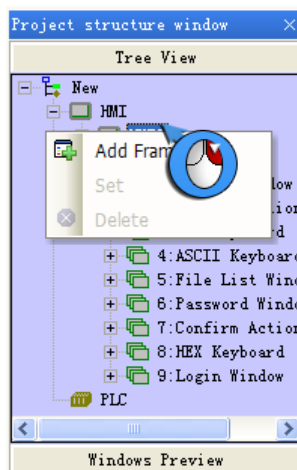 Project structure window
Tree View
New
HMI
Add Fram
Set
Delete
4:ASCII Keyboard
5:File List Wind
6:Password Windo
7:Confirm Action
8:HEX Keyboard
9:Login Window
PLC
Windows Preview